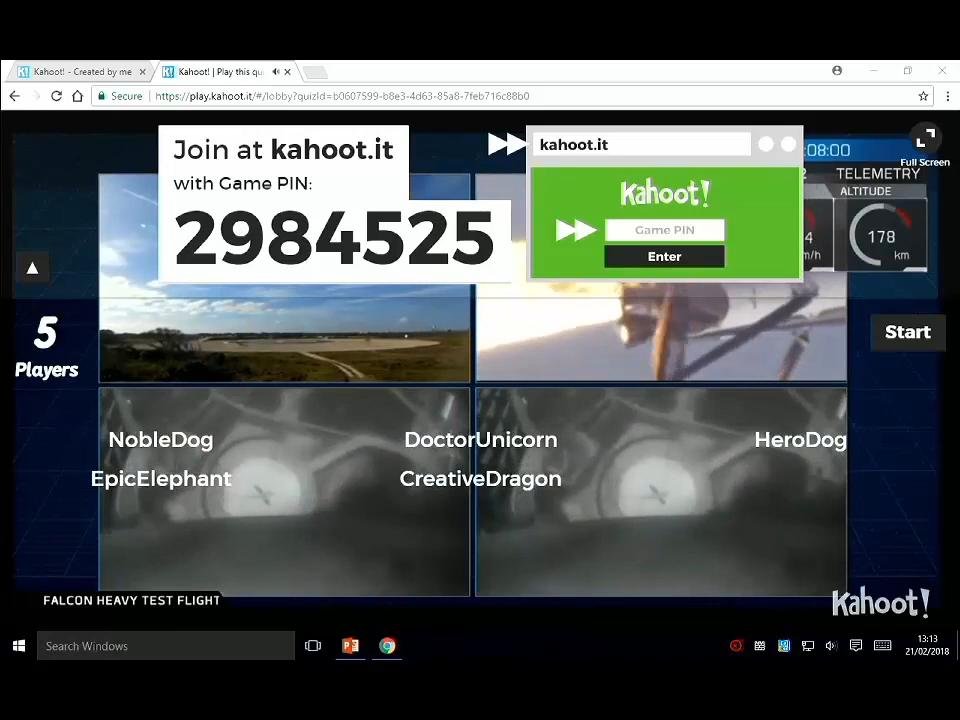 Kahoot! - Created by me
Kahoot! | Play this qui
Secure | https://play.kahoot.it/#/lobby?quizId=b0607599-b8e3-4d63-85a8-7feb716c88b0
Join at kahoot.it
with Game PIN:
2984525
kahoot.it
Kahoot!
Game PIN
Enter
:08:00
Full Screen
2 TELEMETRY
ALTITUDE
4
m/h
178
km
5
Players
Start
NobleDog DoctorUnicorn HeroDog
EpicElephant CreativeDragon
FALCON HEAVY TEST FLIGHT
Kahoot!
Search Windows
13:13
21/02/2018